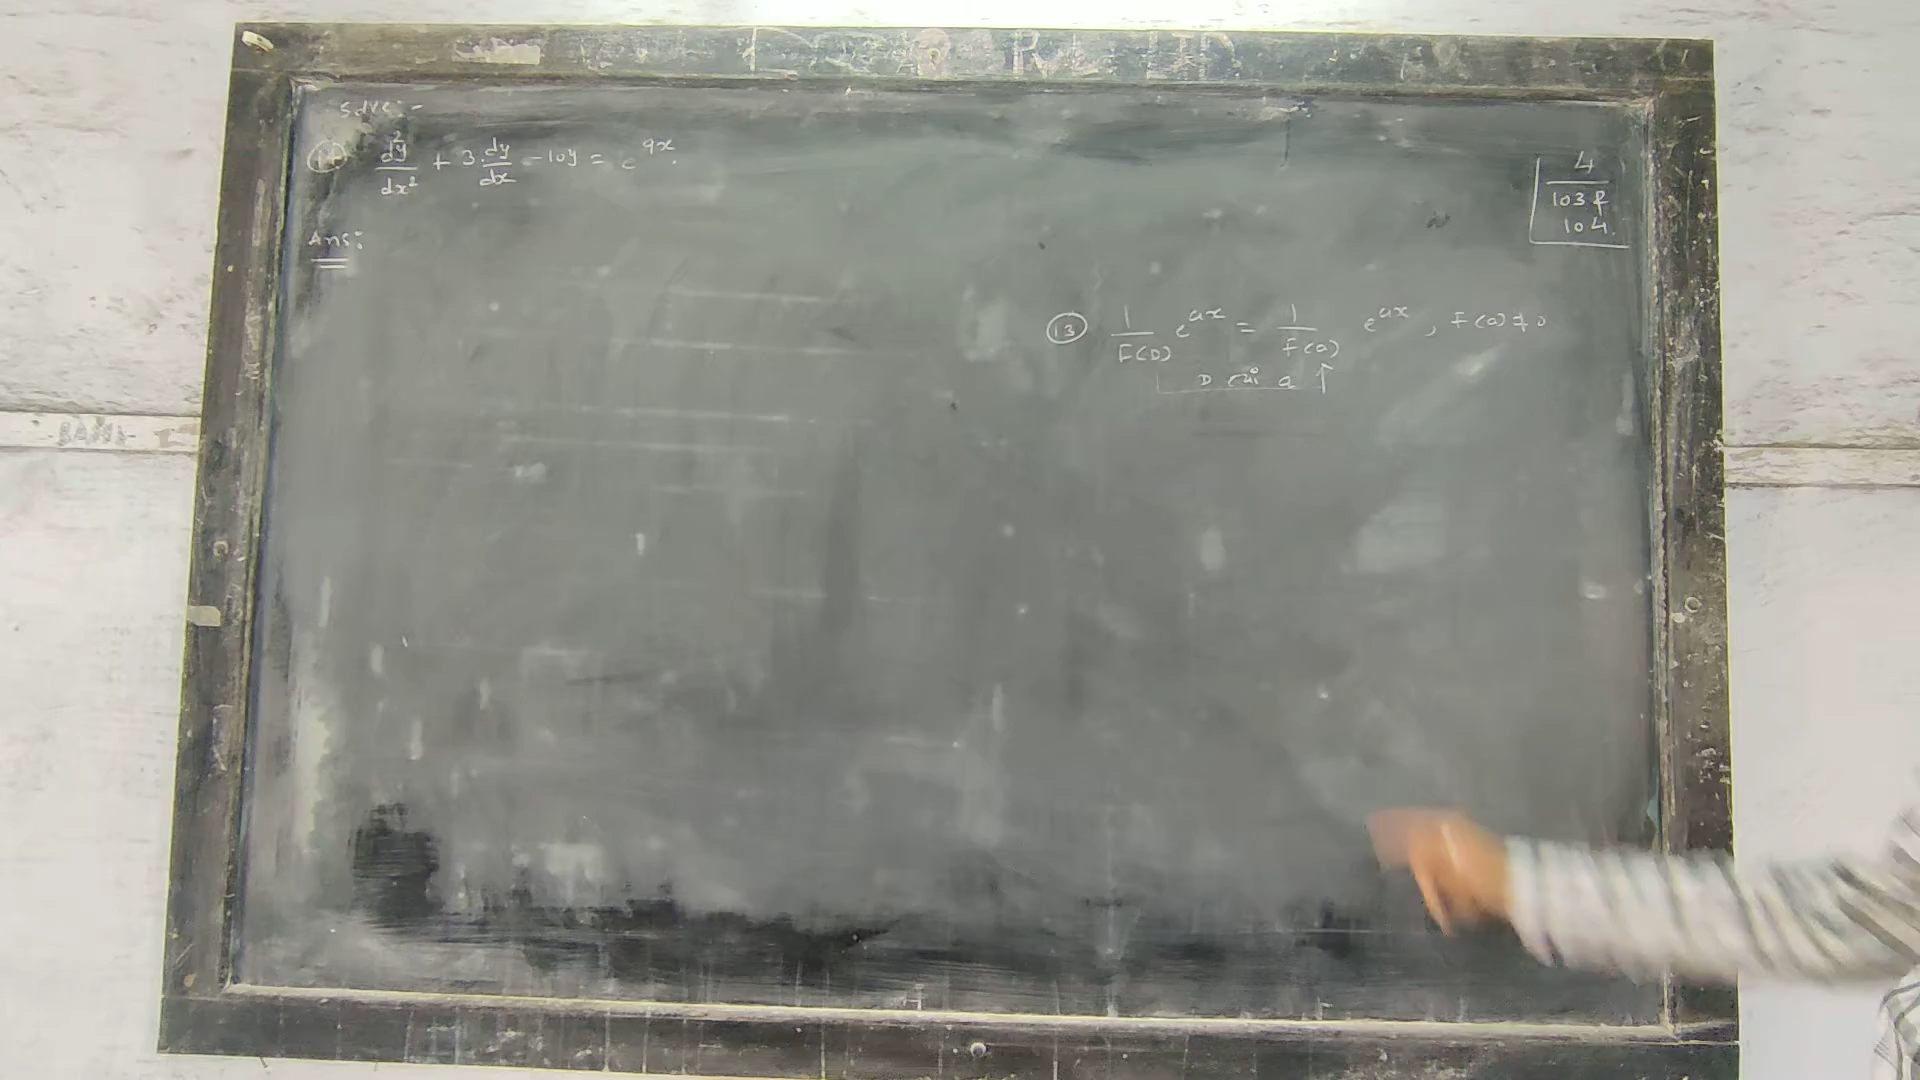 Solve:-
(14) d²y/dx² + 3.dy/dx - 10y = e^9x.
Ans:
4
103 &
104.
(13) 1/F(D) e^ax = 1/F(a) e^ax, F(a) ≠ 0
D a